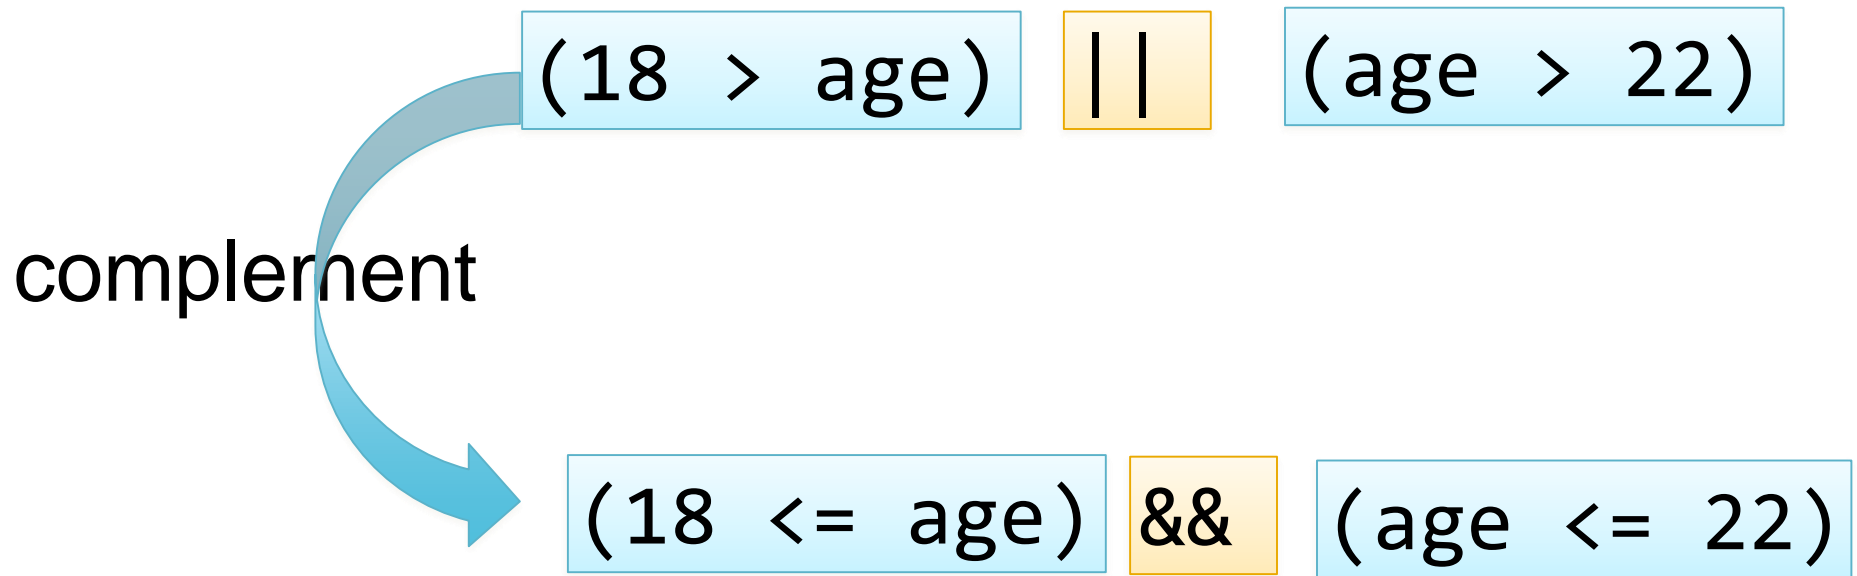 (18 > age) || (age > 22)
complement
(18 <= age) && (age <= 22)